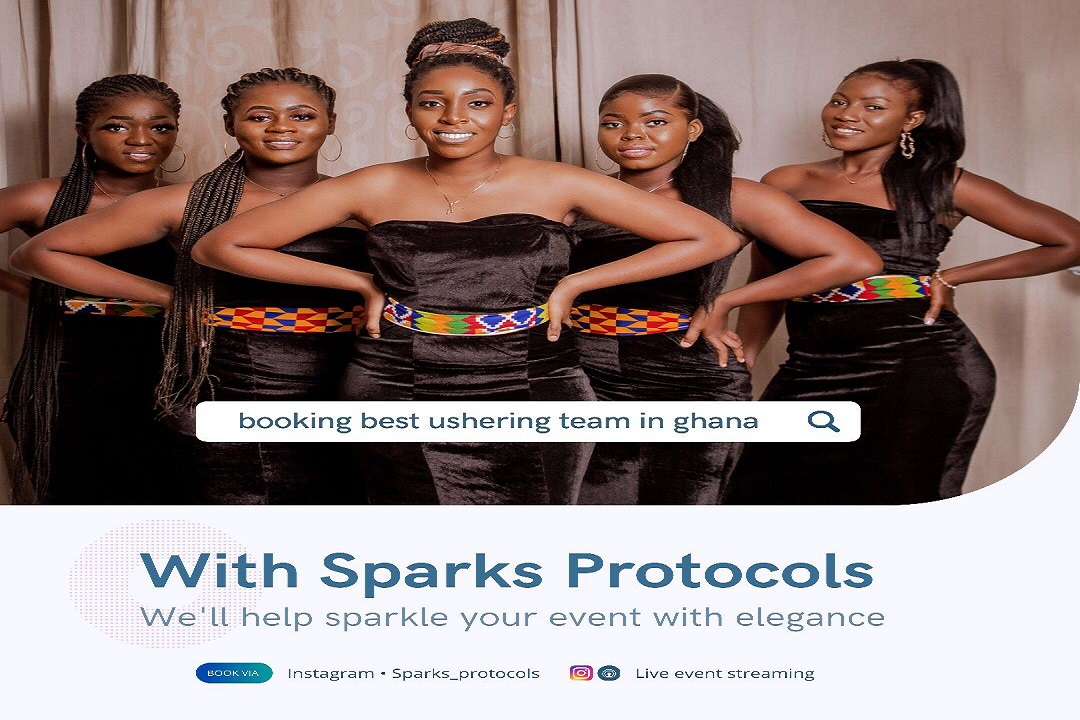 booking best ushering team in ghana
With Sparks Protocols
We'll help sparkle your event with elegance
BOOK VIA Instagram • Sparks_protocols Live event streaming